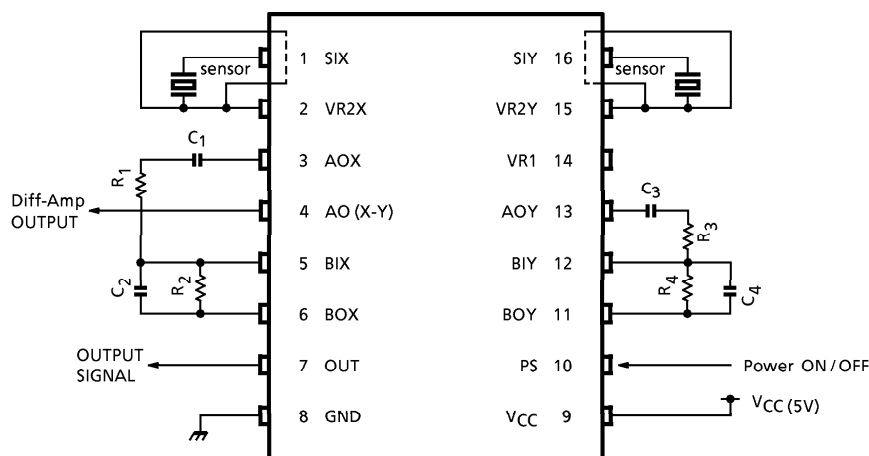 sensor 1 SIX SIY 16 sensor
2 VR2X VR2Y 15
C1 3 AOX VR1 14
R1
Diff-Amp
OUTPUT
4 AO (X-Y) AOY 13 C3
R3
5 BIX BIY 12
C2 R2 R4 C4
6 BOX BOY 11
OUTPUT
SIGNAL
7 OUT PS 10 Power ON / OFF
8 GND VCC 9 VCC (5V)